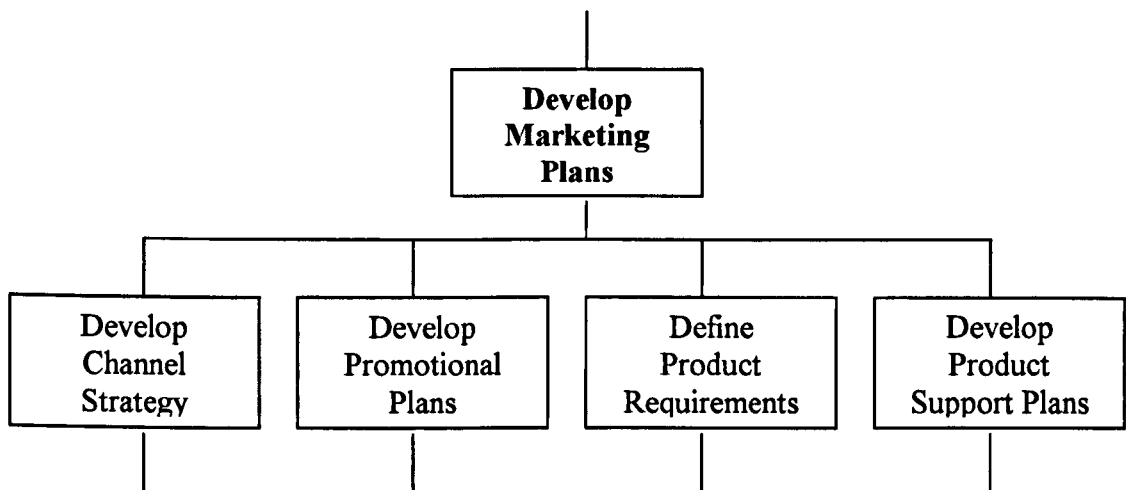 Develop
Marketing
Plans
Develop
Channel
Strategy
Develop
Promotional
Plans
Define
Product
Requirements
Develop
Product
Support Plans